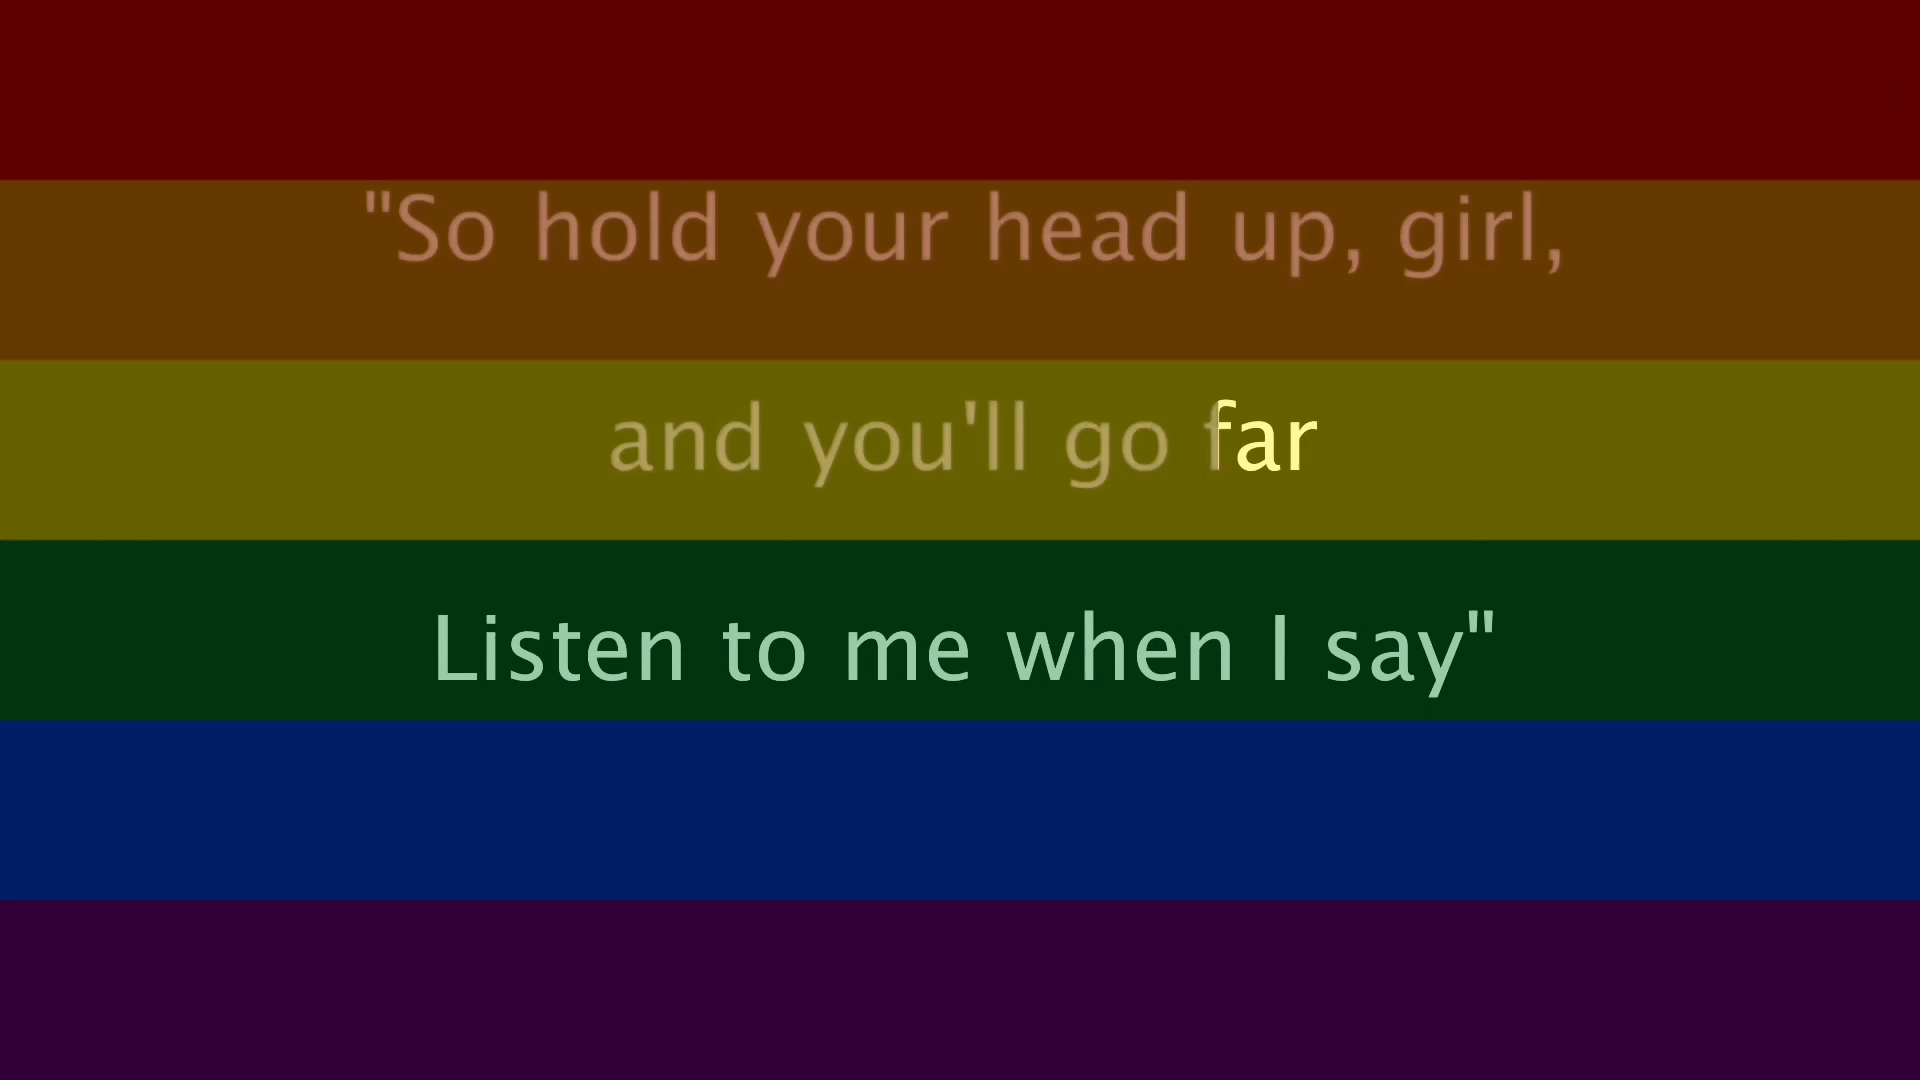 "So hold your head up, girl,
and you'll go far
Listen to me when I say"